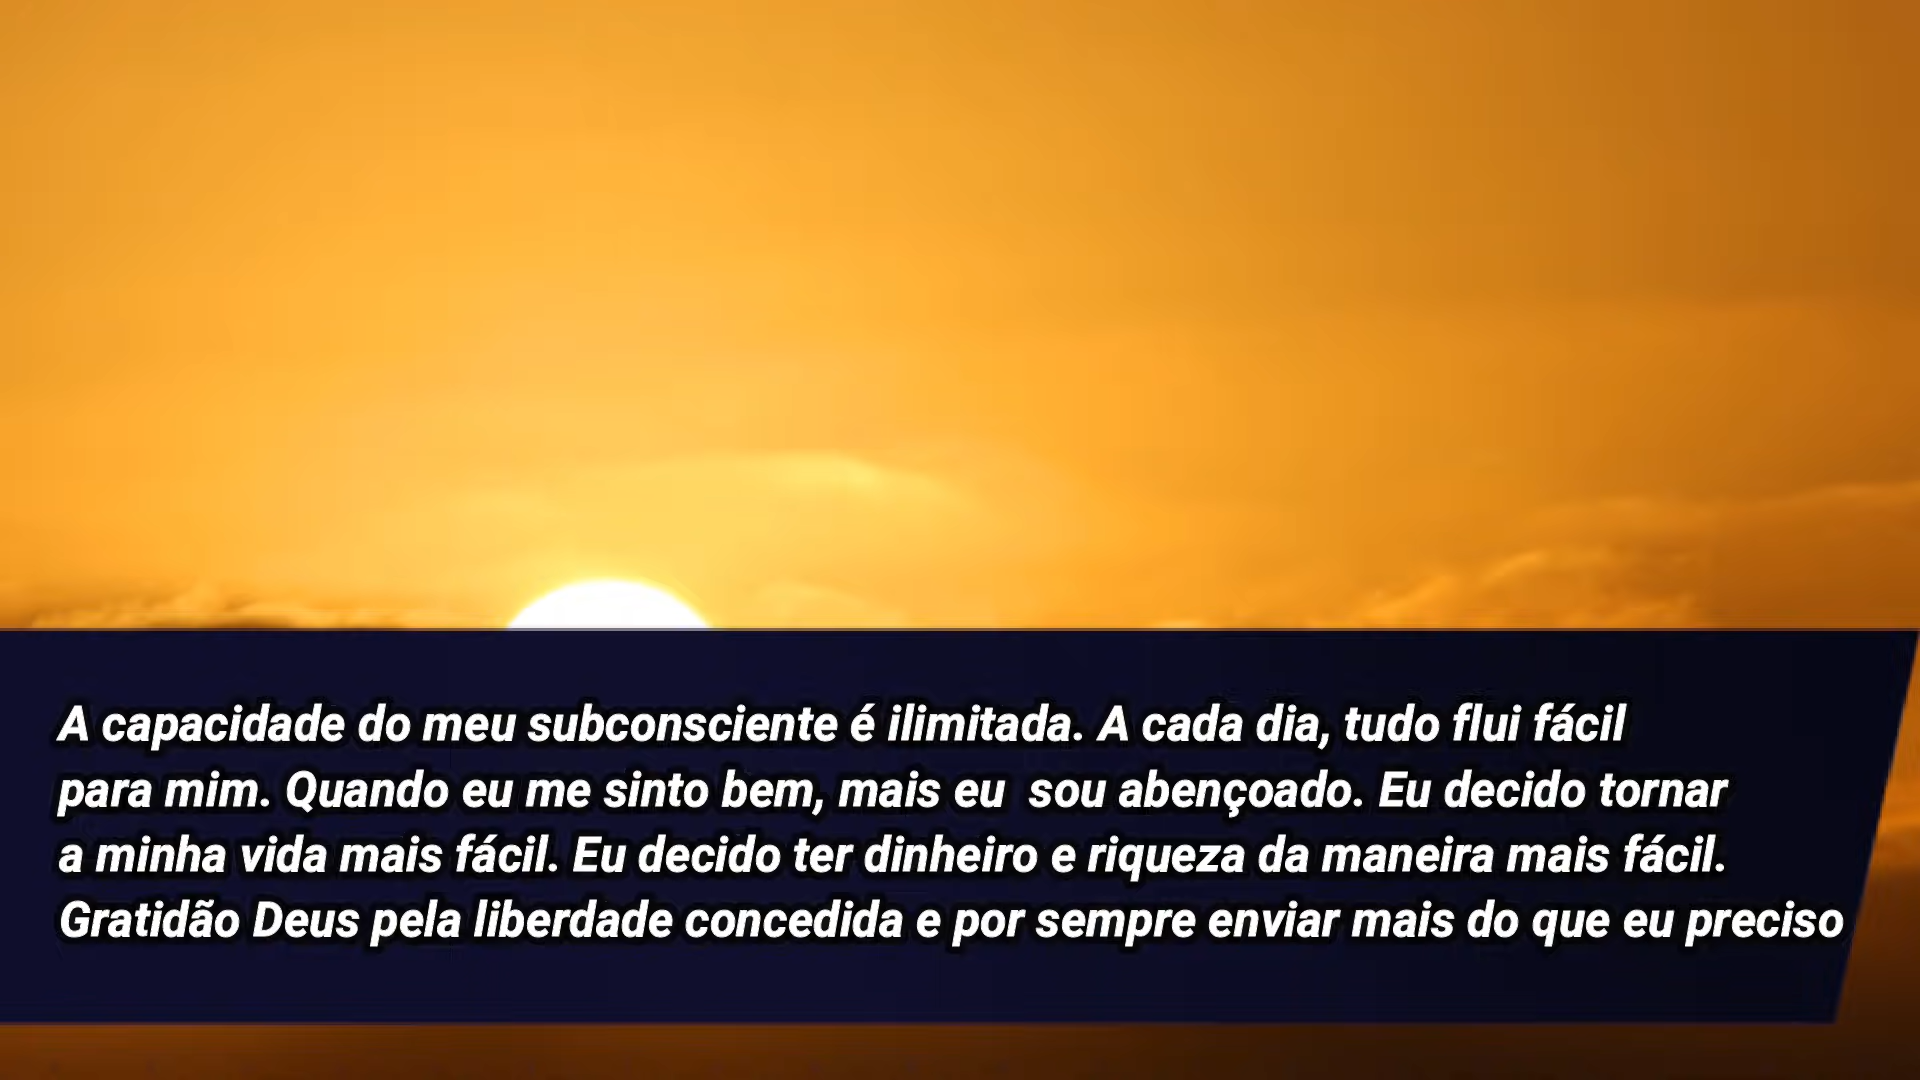 A capacidade do meu subconsciente é ilimitada. A cada dia, tudo flui fácil
para mim. Quando eu me sinto bem, mais eu  sou abençoado. Eu decido tornar
a minha vida mais fácil. Eu decido ter dinheiro e riqueza da maneira mais fácil.
Gratidão Deus pela liberdade concedida e por sempre enviar mais do que eu preciso